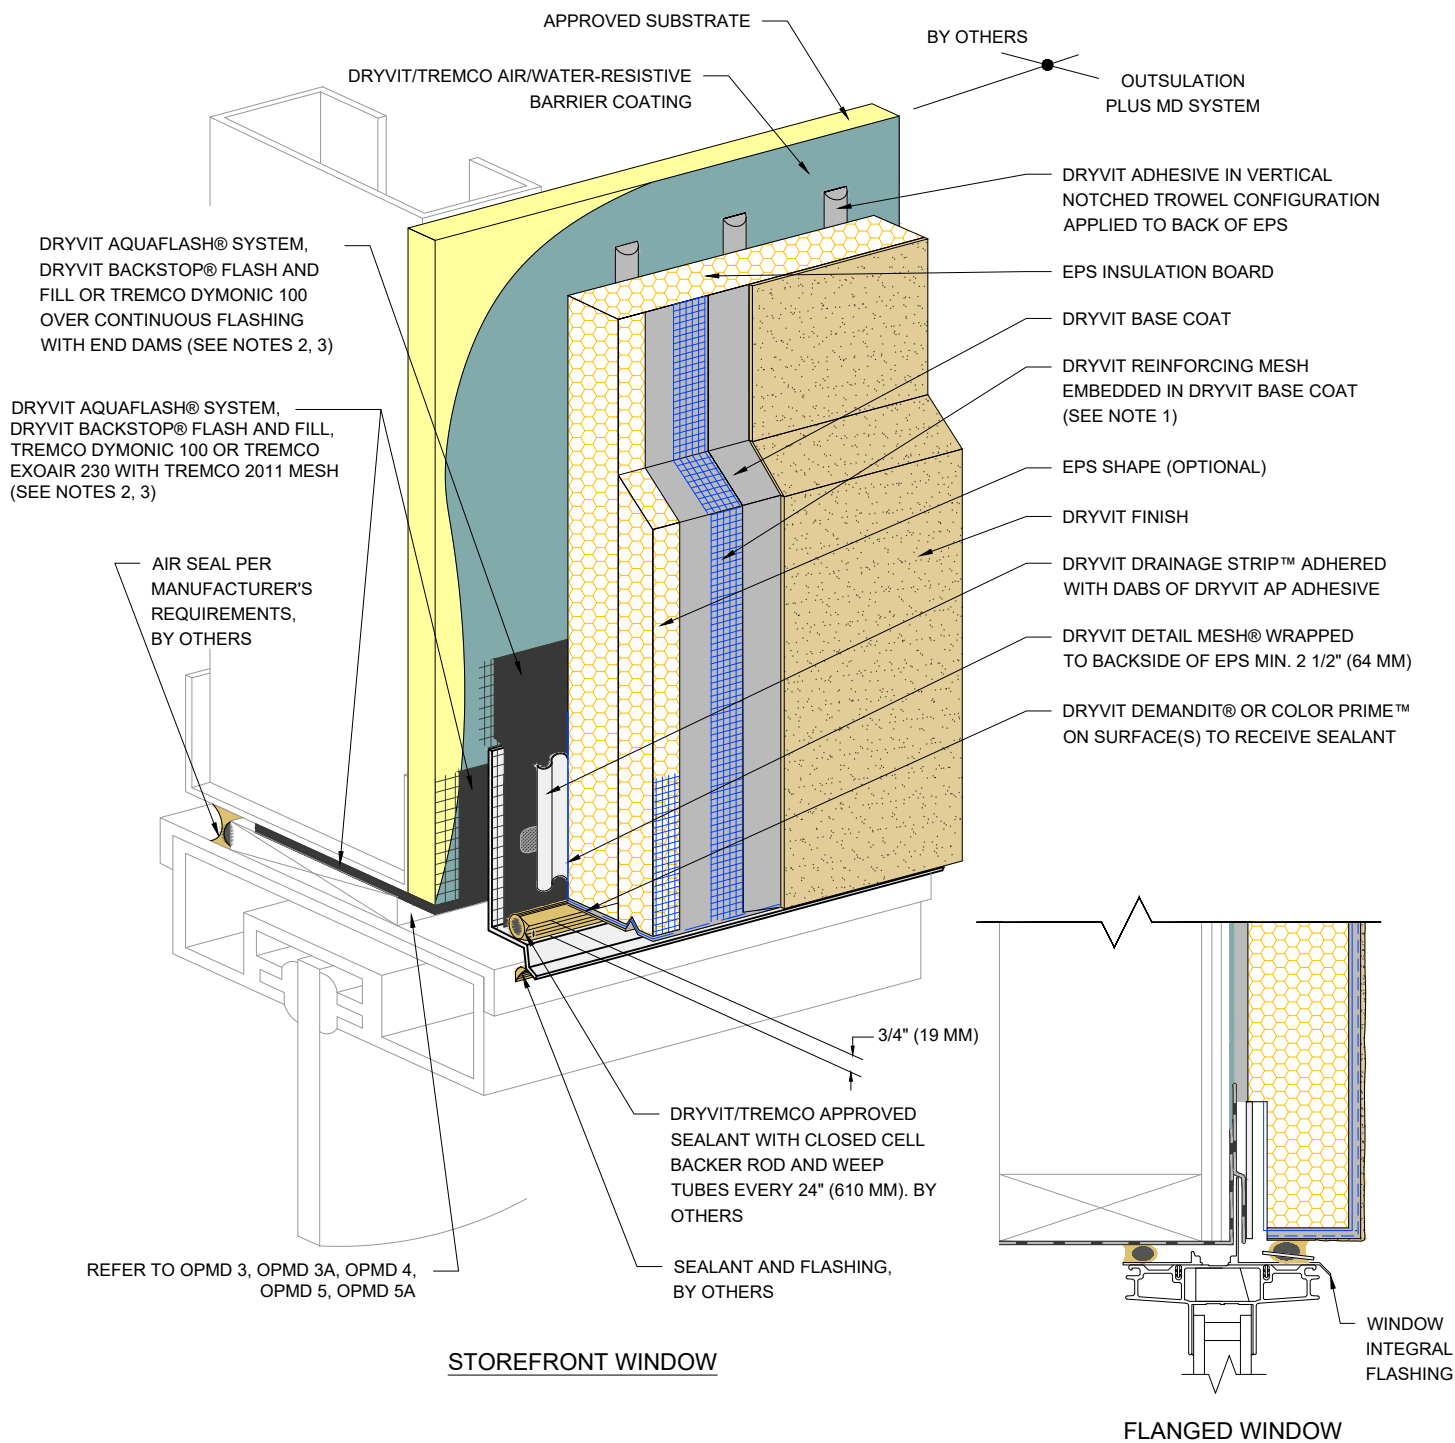 APPROVED SUBSTRATE
BY OTHERS
DRYVIT/TREMCO AIR/WATER-RESISTIVE
BARRIER COATING
OUTSULATION
PLUS MD SYSTEM
DRYVIT ADHESIVE IN VERTICAL
NOTCHED TROWEL CONFIGURATION
APPLIED TO BACK OF EPS
DRYVIT AQUAFLASH® SYSTEM,
DRYVIT BACKSTOP® FLASH AND
FILL OR TREMCO DYMONIC 100
OVER CONTINUOUS FLASHING
WITH END DAMS (SEE NOTES 2, 3)
EPS INSULATION BOARD
DRYVIT BASE COAT
DRYVIT REINFORCING MESH
EMBEDDED IN DRYVIT BASE COAT
(SEE NOTE 1)
DRYVIT AQUAFLASH® SYSTEM,
DRYVIT BACKSTOP® FLASH AND FILL,
TREMCO DYMONIC 100 OR TREMCO
EXOAIR 230 WITH TREMCO 2011 MESH
(SEE NOTES 2, 3)
EPS SHAPE (OPTIONAL)
DRYVIT FINISH
AIR SEAL PER
MANUFACTURER'S
REQUIREMENTS,
BY OTHERS
DRYVIT DRAINAGE STRIP™ ADHERED
WITH DABS OF DRYVIT AP ADHESIVE
DRYVIT DETAIL MESH® WRAPPED
TO BACKSIDE OF EPS MIN. 2 1/2" (64 MM)
DRYVIT DEMANDIT® OR COLOR PRIME™
ON SURFACE(S) TO RECEIVE SEALANT
3/4" (19 MM)
DRYVIT/TREMCO APPROVED
SEALANT WITH CLOSED CELL
BACKER ROD AND WEEP
TUBES EVERY 24" (610 MM). BY
OTHERS
REFER TO OPMD 3, OPMD 3A, OPMD 4,
OPMD 5, OPMD 5A
SEALANT AND FLASHING,
BY OTHERS
WINDOW
INTEGRAL
FLASHING
STOREFRONT WINDOW
FLANGED WINDOW